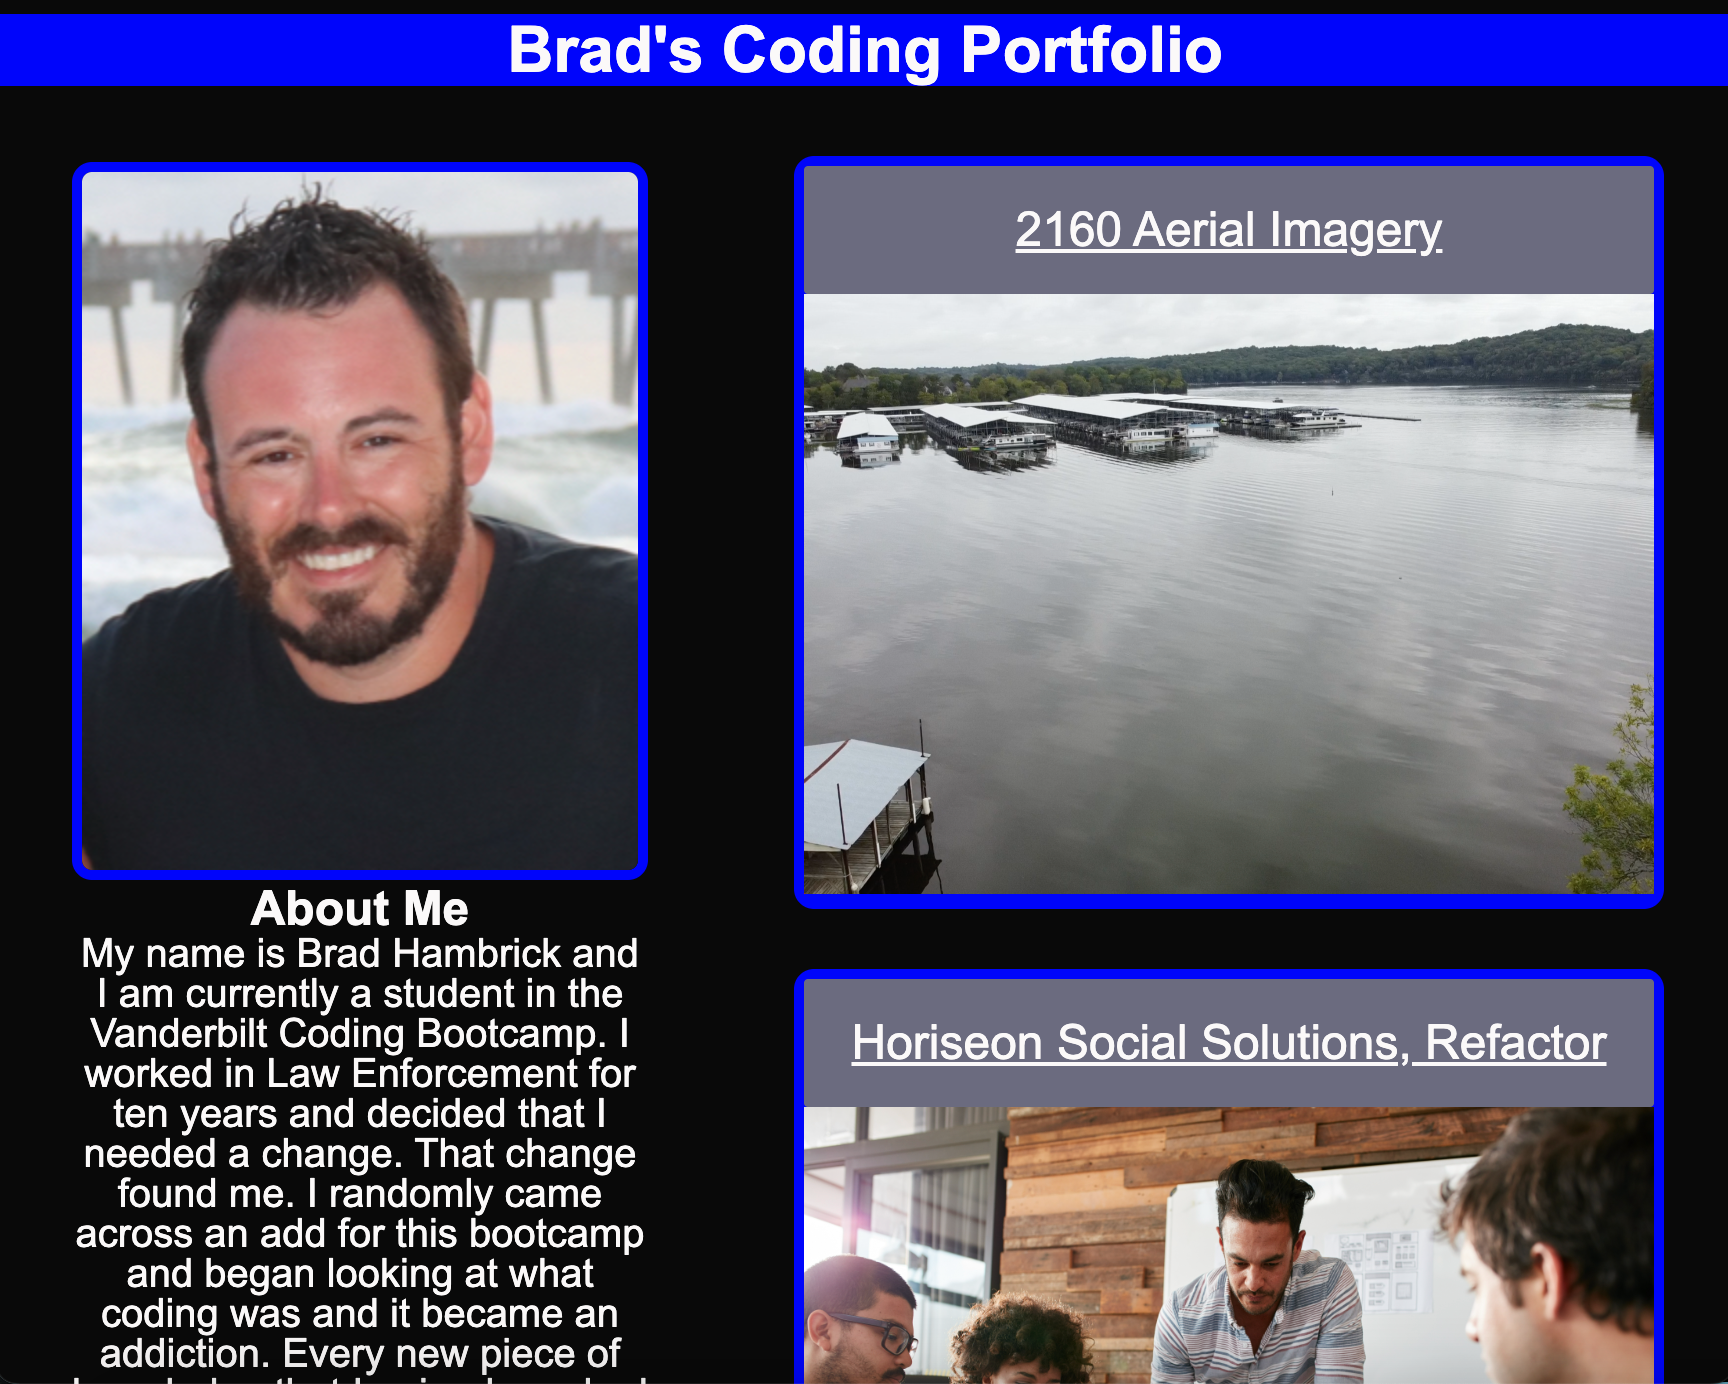 Brad's Coding Portfolio
About Me
My name is Brad Hambrick and
I am currently a student in the
Vanderbilt Coding Bootcamp. I
worked in Law Enforcement for
ten years and decided that I
needed a change. That change
found me. I randomly came
across an add for this bootcamp
and began looking at what
coding was and it became an
addiction. Every new piece of
2160 Aerial Imagery
Horiseon Social Solutions, Refactor